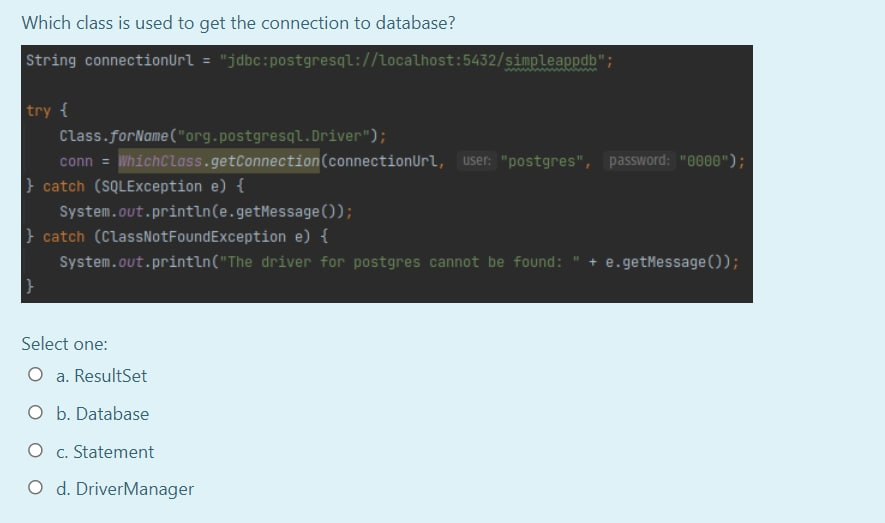 Which class is used to get the connection to database?
String connectionUrl = "jdbc:postgresql://localhost:5432/simpleappdb";
try {
Class.forName("org.postgresql.Driver");
conn = WhichClass.getConnection(connectionUrl, user: "postgres", password: "0000");
} catch (SQLException e) {
System.out.println(e.getMessage());
} catch (ClassNotFoundException e) {
System.out.println("The driver for postgres cannot be found: " + e.getMessage());
}
Select one:
a. ResultSet
b. Database
c. Statement
d. DriverManager